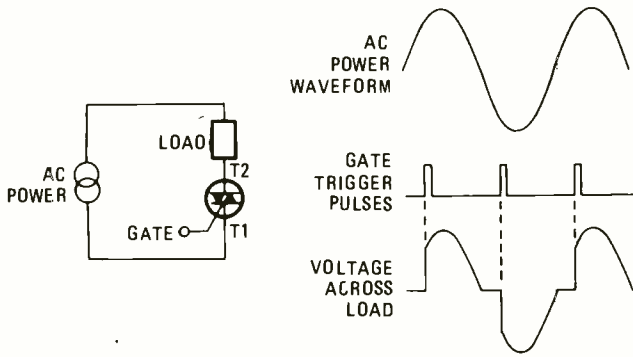 AC
POWER
WAVEFORM
LOAD
T2
AC
POWER
GATE
T1
GATE
TRIGGER
PULSES
VOLTAGE
ACROSS
LOAD